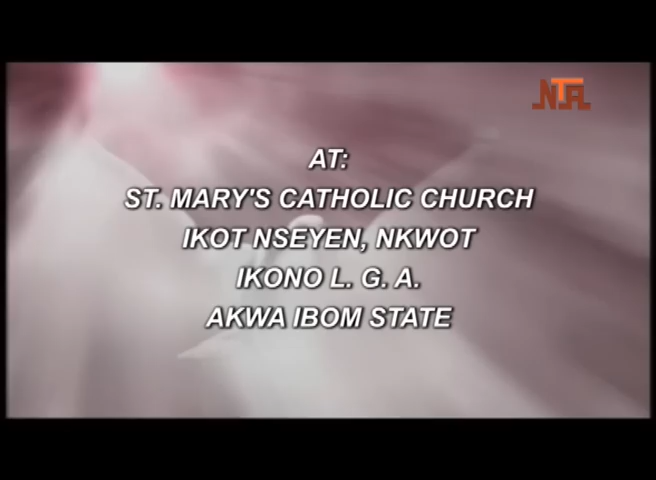 NTA
AT:
ST. MARY'S CATHOLIC CHURCH
IKOT NSEYEN, NKWOT
IKONO L. G. A.
AKWA IBOM STATE